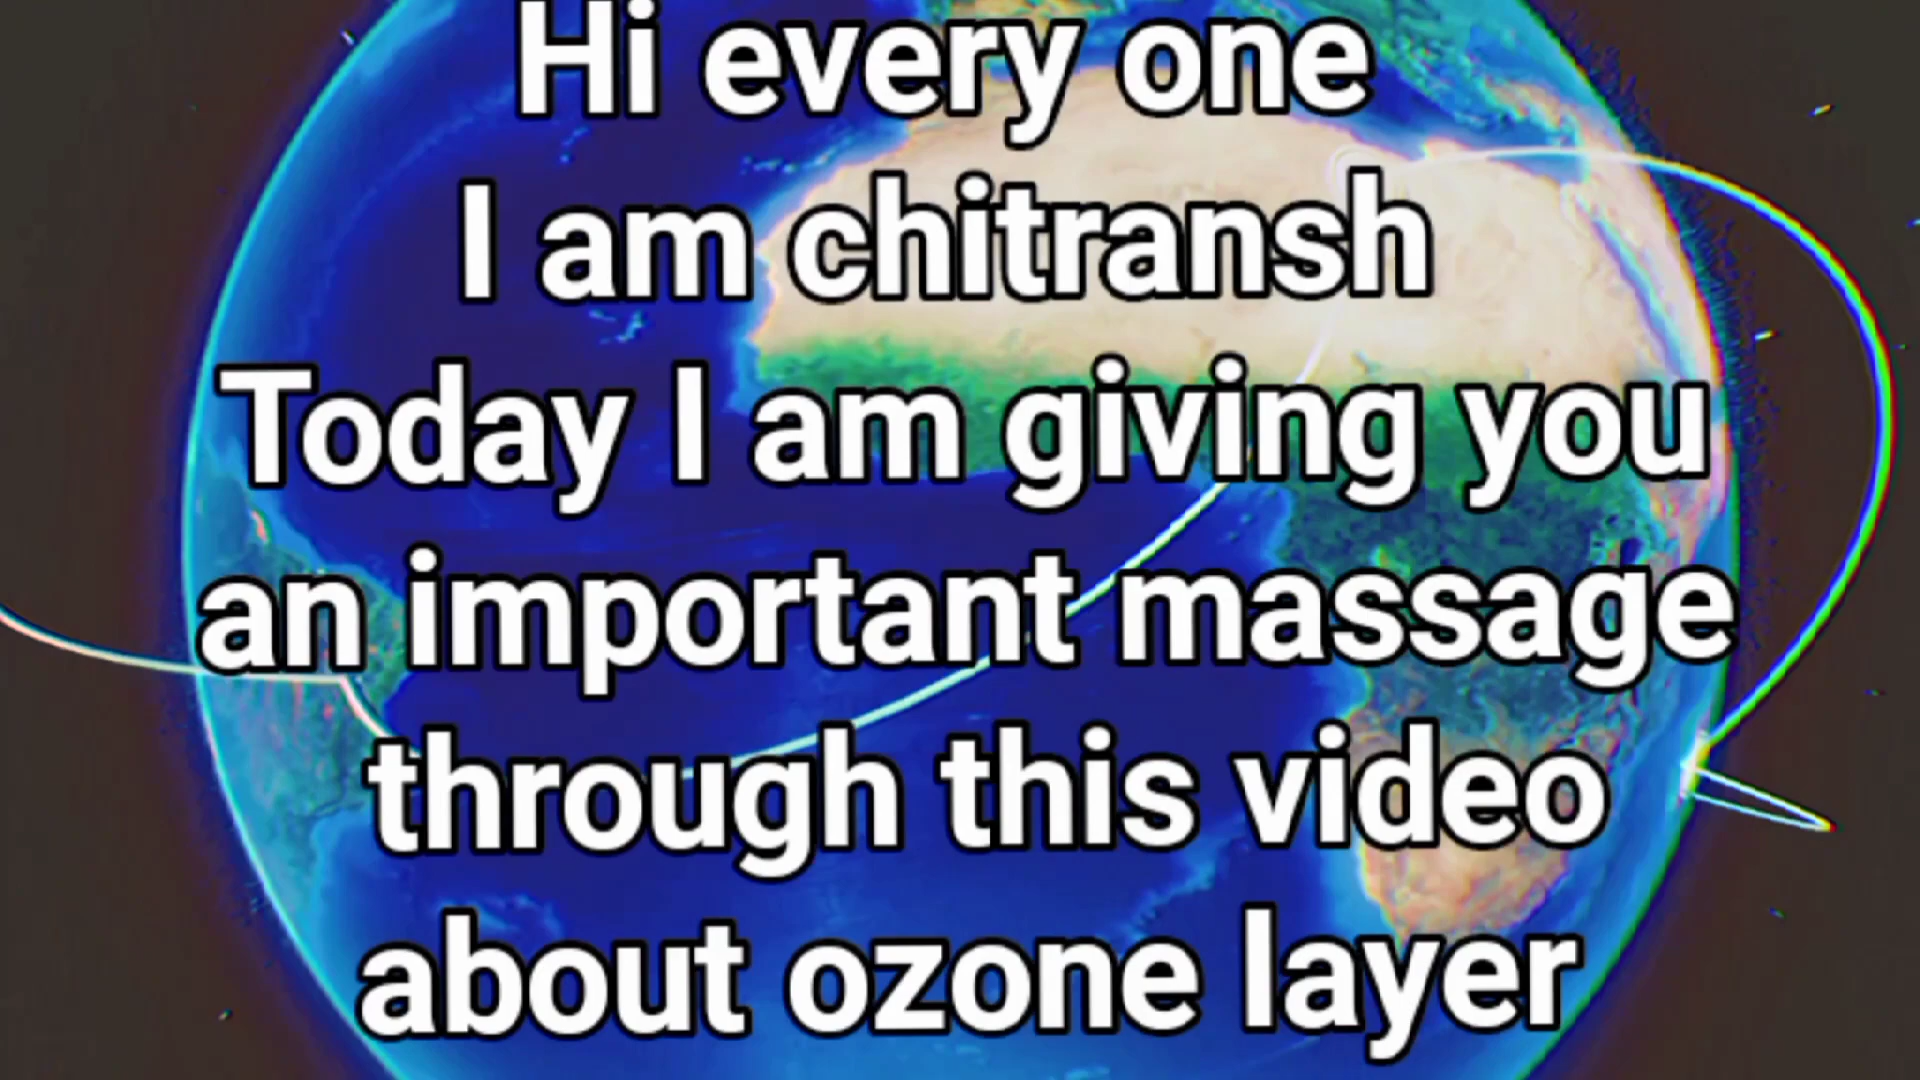 Hi every one
I am chitransh
Today I am giving you
an important massage
through this video
about ozone layer